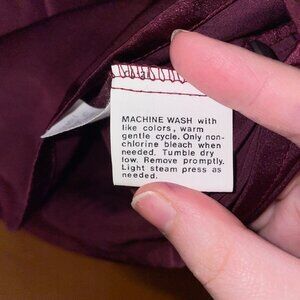 MACHINE WASH with
like colors, warm
gentle cycle. Only non-
chlorine bleach when
needed. Tumble dry
low. Remove promptly.
Light steam press as
needed.